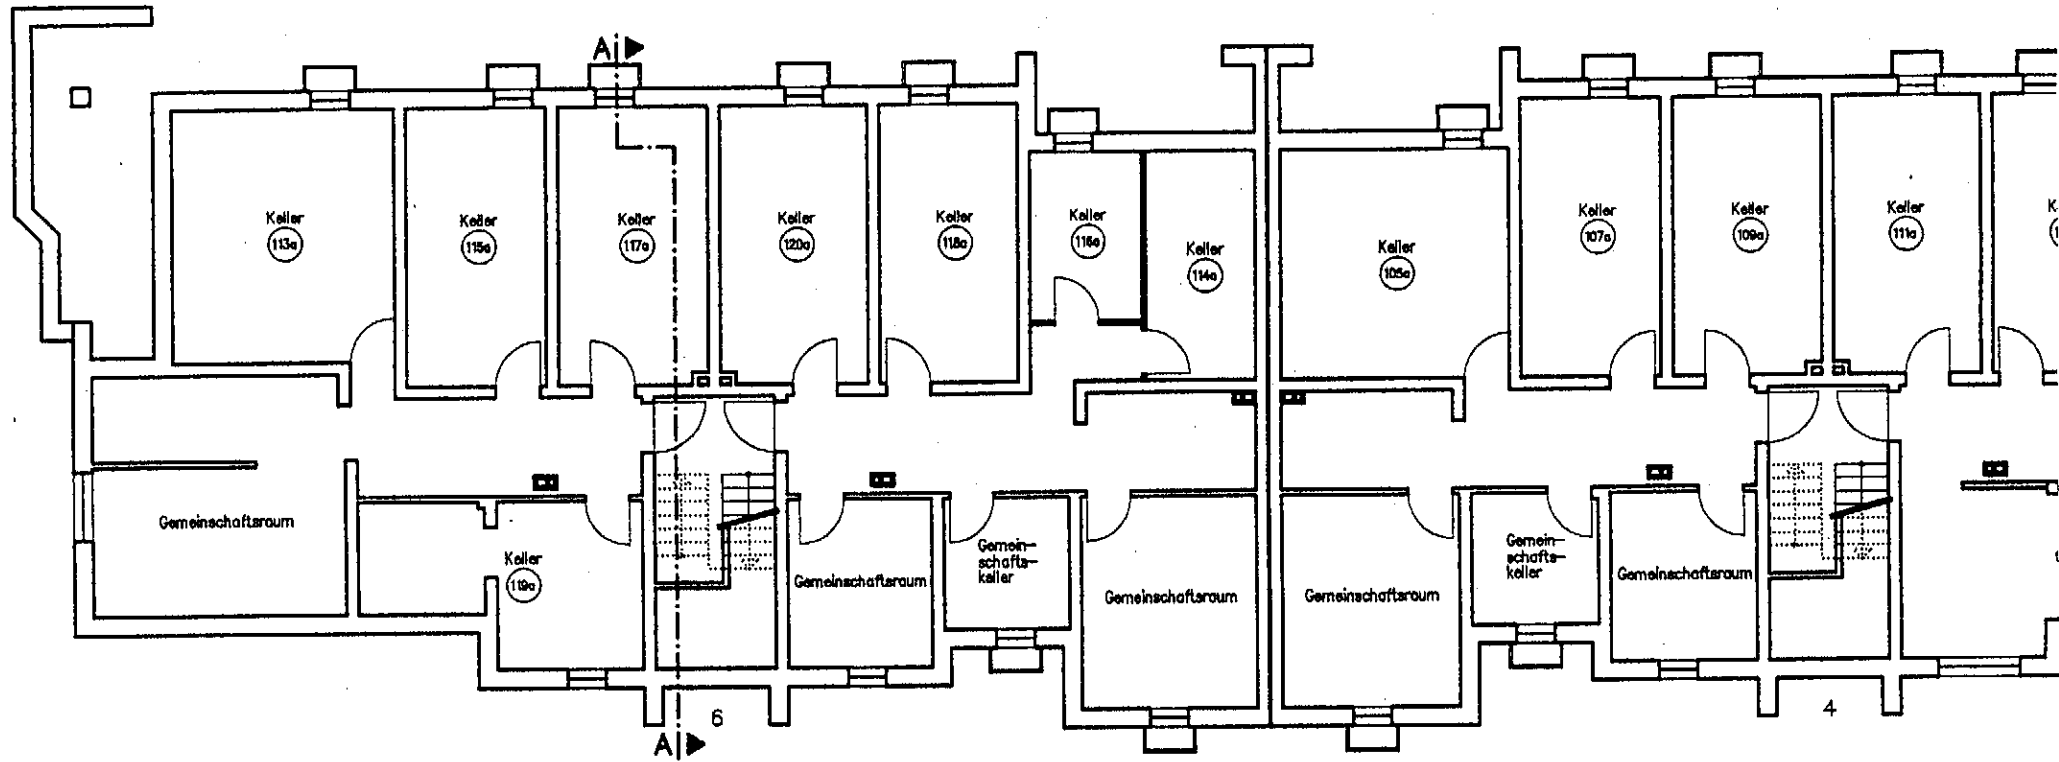 A
Keller
113a
Keller
115a
Keller
117a
Keller
120a
Keller
118a
Keller
116a
Keller
114a
Keller
105a
Keller
107a
Keller
109a
Keller
111a
Gemeinschaftsraum
Keller
119a
Gemeinschaftsraum
Gemein-
schafts-
keller
Gemeinschaftsraum
Gemeinschaftsraum
Gemein-
schafts-
keller
Gemeinschaftsraum
6
4
A